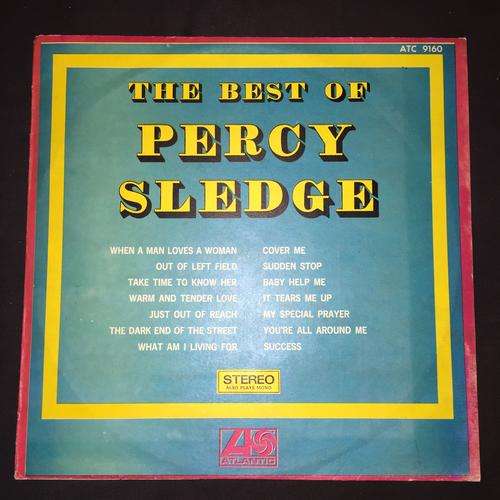 ATC 9160
THE BEST OF
PERCY
SLEDGE
WHEN A MAN LOVES A WOMAN
OUT OF LEFT FIELD
TAKE TIME TO KNOW HER
WARM AND TENDER LOVE
JUST OUT OF REACH
THE DARK END OF THE STREET
WHAT AM I LIVING FOR
COVER ME
SUDDEN STOP
BABY HELP ME
IT TEARS ME UP
MY SPECIAL PRAYER
YOU'RE ALL AROUND ME
SUCCESS
STEREO
ALSO PLAYS MONO
ATLANTIC